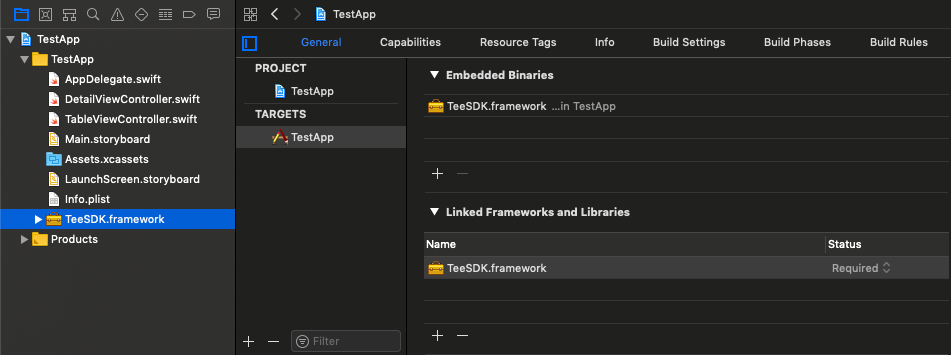 TestApp
General Capabilities Resource Tags Info Build Settings Build Phases Build Rules
TestApp
TestApp
AppDelegate.swift
DetailViewController.swift
TableViewController.swift
Main.storyboard
Assets.xcassets
LaunchScreen.storyboard
Info.plist
TeeSDK.framework
Products
PROJECT
TestApp
TARGETS
TestApp
Filter
Embedded Binaries
TeeSDK.framework ...in TestApp
Linked Frameworks and Libraries
Name Status
TeeSDK.framework Required